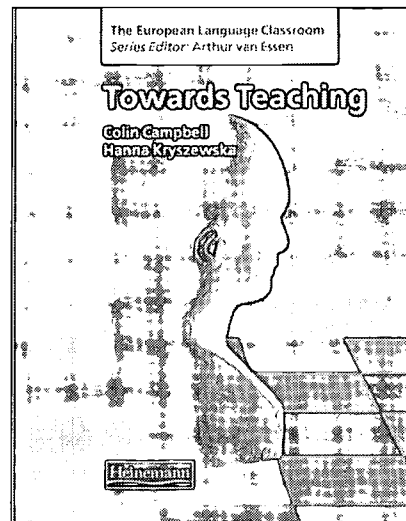 The European Language Classroom
Series Editor: Arthur van Essen
Towards Teaching
Colin Campbell
Hanna Kryszewska
Heinemann